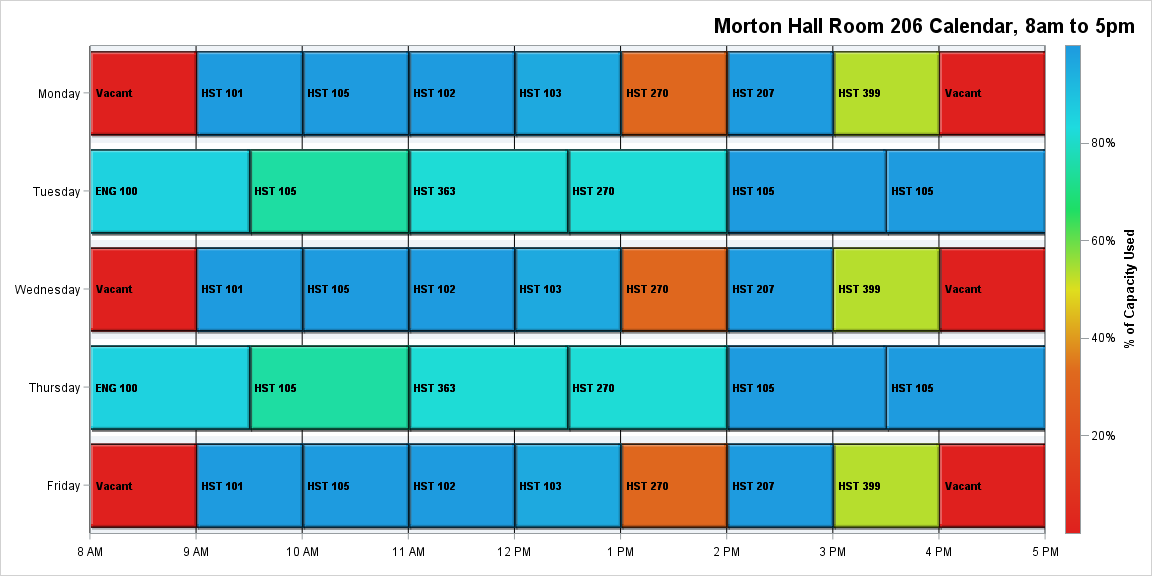 Morton Hall Room 206 Calendar, 8am to 5pm
Monday
Vacant
HST 101
HST 105
HST 102
HST 103
HST 270
HST 207
HST 399
Vacant
Tuesday
ENG 100
HST 105
HST 363
HST 270
HST 105
HST 105
Wednesday
Vacant
HST 101
HST 105
HST 102
HST 103
HST 270
HST 207
HST 399
Vacant
Thursday
ENG 100
HST 105
HST 363
HST 270
HST 105
HST 105
Friday
Vacant
HST 101
HST 105
HST 102
HST 103
HST 270
HST 207
HST 399
Vacant
8 AM
9 AM
10 AM
11 AM
12 PM
1 PM
2 PM
3 PM
4 PM
5 PM
80%
60%
40%
20%
% of Capacity Used